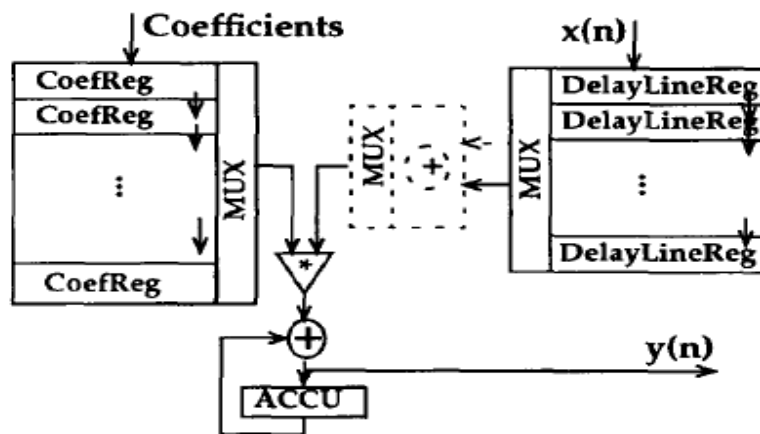 Coefficients
x(n)
CoefReg
CoefReg
⋮
CoefReg
MUX
MUX
+
MUX
DelayLineReg
DelayLineReg
⋮
DelayLineReg
*
+
y(n)
ACCU